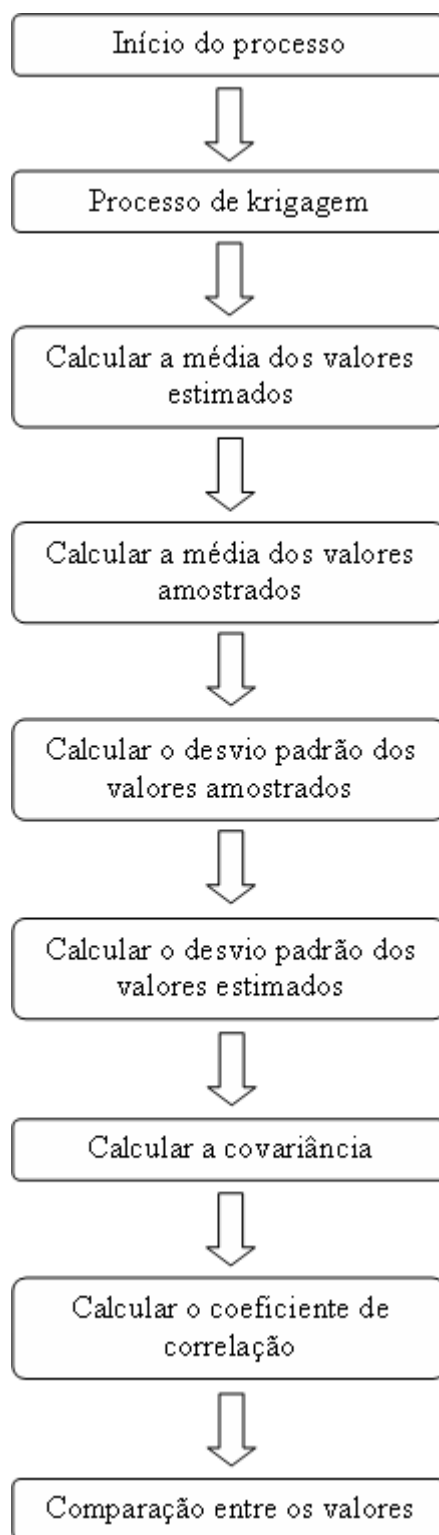 Início do processo
Processo de krigagem
Calcular a média dos valores
estimados
Calcular a média dos valores
amostrados
Calcular o desvio padrão dos
valores amostrados
Calcular o desvio padrão dos
valores estimados
Calcular a covariância
Calcular o coeficiente de
correlação
Comparação entre os valores